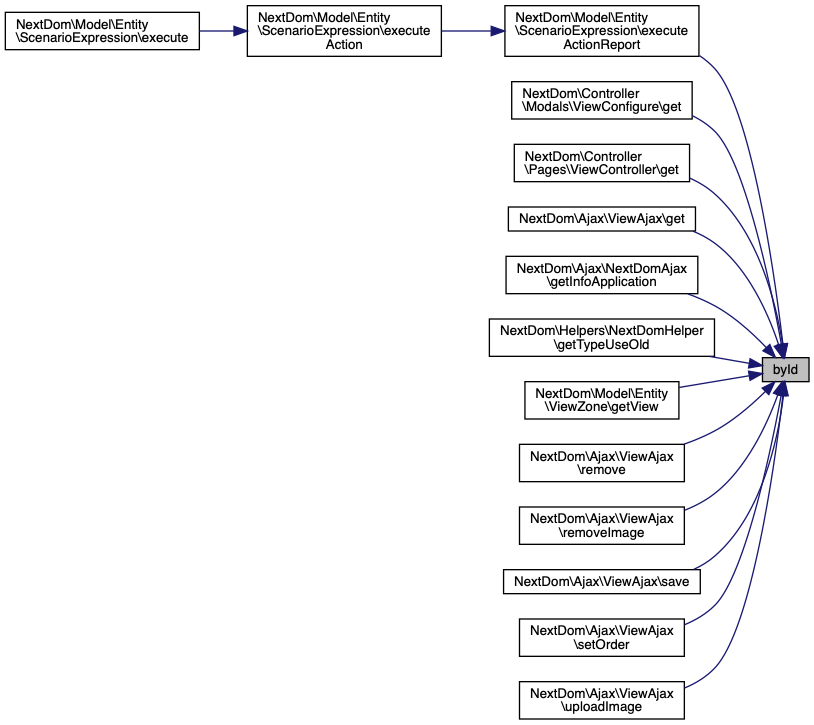 NextDom\Model\Entity
\ScenarioExpression\execute
NextDom\Model\Entity
\ScenarioExpression\execute
Action
NextDom\Model\Entity
\ScenarioExpression\execute
ActionReport
NextDom\Controller
\Modals\ViewConfigure\get
NextDom\Controller
\Pages\ViewController\get
NextDom\Ajax\ViewAjax\get
NextDom\Ajax\NextDomAjax
\getInfoApplication
NextDom\Helpers\NextDomHelper
\getTypeUseOld
byId
NextDom\Model\Entity
\ViewZone\getView
NextDom\Ajax\ViewAjax
\remove
NextDom\Ajax\ViewAjax
\removeImage
NextDom\Ajax\ViewAjax\save
NextDom\Ajax\ViewAjax
\setOrder
NextDom\Ajax\ViewAjax
\uploadImage